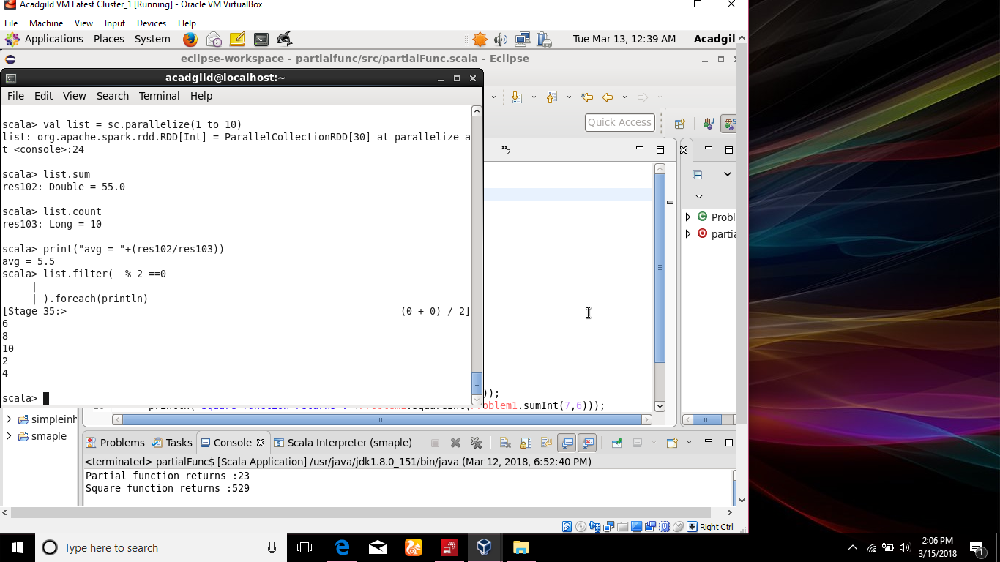 Acadgild VM Latest Cluster_1 [Running] - Oracle VM VirtualBox
File Machine View Input Devices Help
Applications Places System Tue Mar 13, 12:39 AM Acadgil
eclipse-workspace - partialfunc/src/partialFunc.scala - Eclipse
acadgild@localhost:~
File Edit View Search Terminal Help
Quick Access
scala> val list = sc.parallelize(1 to 10)
list: org.apache.spark.rdd.RDD[Int] = ParallelCollectionRDD[30] at parallelize a
t <console>:24
»2
scala> list.sum
res102: Double = 55.0
scala> list.count
res103: Long = 10
Probl
partia
scala> print("avg = "+(res102/res103))
avg = 5.5
scala> list.filter(_ % 2 ==0
|
| ).foreach(println)
[Stage 35:> (0 + 0) / 2]
6
8
10
2
4
scala>
));
oblem1.sumInt(7,6)));
simpleinh
smaple
Problems Tasks Console Scala Interpreter (smaple)
<terminated> partialFunc$ [Scala Application] /usr/java/jdk1.8.0_151/bin/java (Mar 12, 2018, 6:52:40 PM)
Partial function returns :23
Square function returns :529
Right Ctrl
Type here to search
2:06 PM
3/15/2018
1